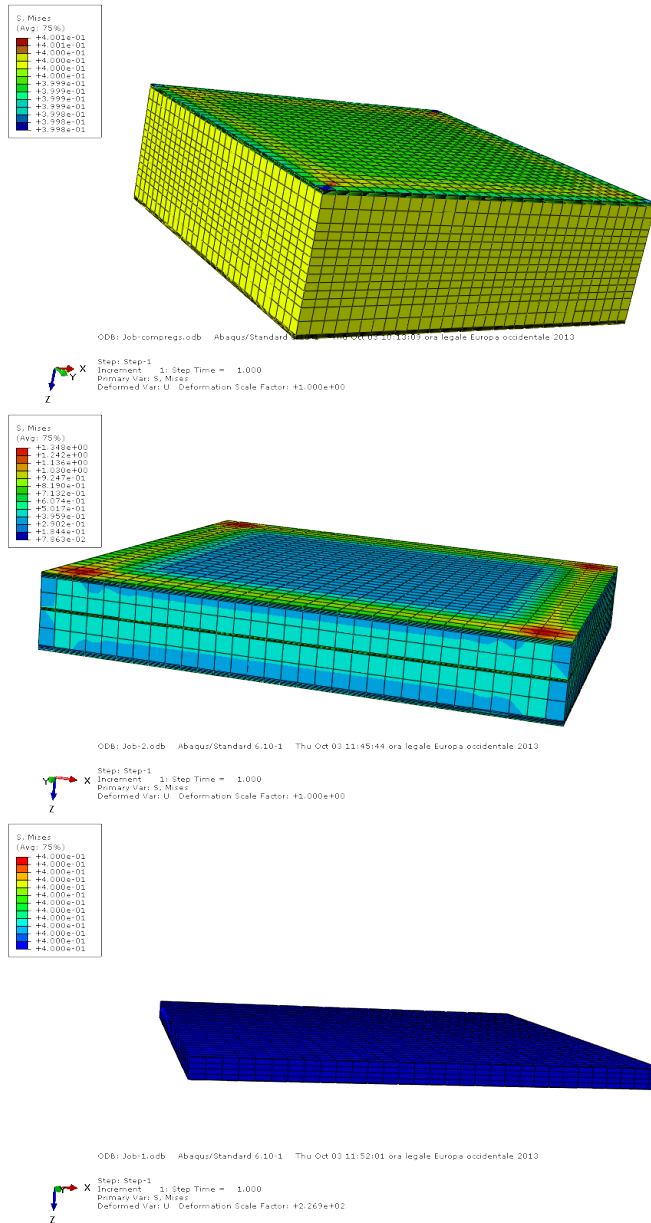 S, Mises
(Avg: 75%)
+4.001e-01
+4.001e-01
+4.000e-01
+4.000e-01
+4.000e-01
+4.000e-01
+3.999e-01
+3.999e-01
+3.999e-01
+3.999e-01
+3.998e-01
+3.998e-01
+3.998e-01
ODB: Job-compregs.odb Abaqus/Standard Thu Oct 03 10:13:09 ora legale Europa occidentale 2013
X
Y
Z
Step: Step-1
Increment 1: Step Time = 1.000
Primary Var: S, Mises
Deformed Var: U Deformation Scale Factor: +1.000e+00
S, Mises
(Avg: 75%)
+1.348e+00
+1.242e+00
+1.136e+00
+1.030e+00
+9.247e-01
+8.190e-01
+7.132e-01
+6.074e-01
+5.017e-01
+3.959e-01
+2.902e-01
+1.844e-01
+7.863e-02
ODB: Job-2.odb Abaqus/Standard 6.10-1 Thu Oct 03 11:45:44 ora legale Europa occidentale 2013
Y
X
Z
Step: Step-1
Increment 1: Step Time = 1.000
Primary Var: S, Mises
Deformed Var: U Deformation Scale Factor: +1.000e+00
S, Mises
(Avg: 75%)
+4.000e-01
+4.000e-01
+4.000e-01
+4.000e-01
+4.000e-01
+4.000e-01
+4.000e-01
+4.000e-01
+4.000e-01
+4.000e-01
+4.000e-01
+4.000e-01
+4.000e-01
ODB: Job-1.odb Abaqus/Standard 6.10-1 Thu Oct 03 11:52:01 ora legale Europa occidentale 2013
Y
X
Z
Step: Step-1
Increment 1: Step Time = 1.000
Primary Var: S, Mises
Deformed Var: U Deformation Scale Factor: +2.269e+02